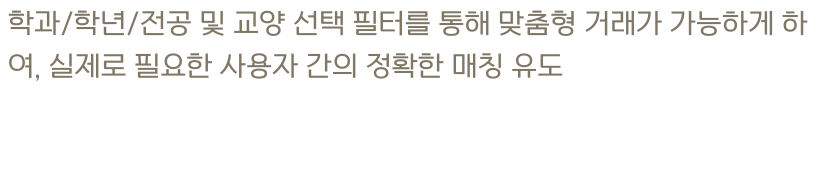 학과/학년/전공 및 교양 선택 필터를 통해 맞춤형 거래가 가능하게 하
여, 실제로 필요한 사용자 간의 정확한 매칭 유도